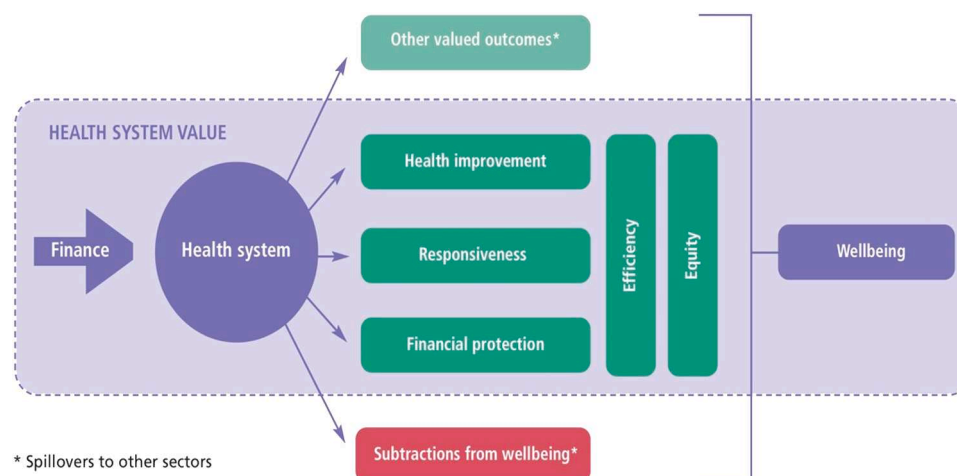 Other valued outcomes*
HEALTH SYSTEM VALUE
Health improvement
Finance
Health system
Responsiveness
Efficiency
Equity
Wellbeing
Financial protection
Subtractions from wellbeing*
* Spillovers to other sectors